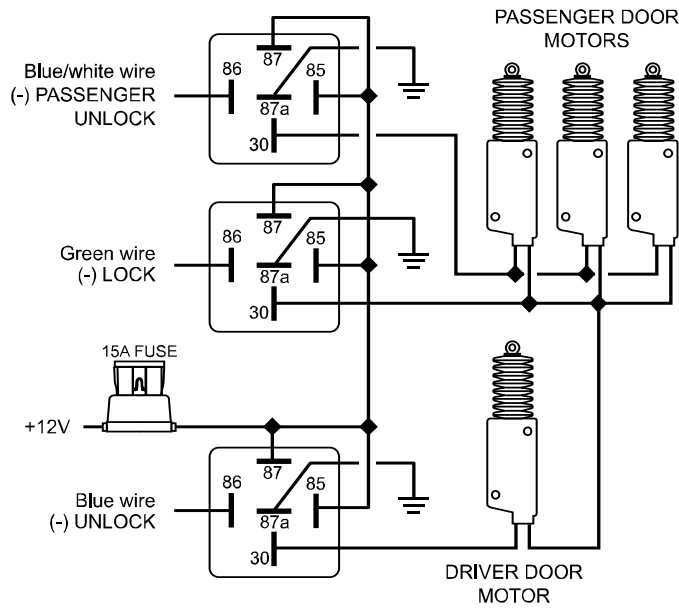 PASSENGER DOOR
MOTORS
Blue/white wire
(-) PASSENGER
UNLOCK
86
87
85
87a
30
Green wire
(-) LOCK
86
87
85
87a
30
15A FUSE
+12V
Blue wire
(-) UNLOCK
86
87
85
87a
30
DRIVER DOOR
MOTOR